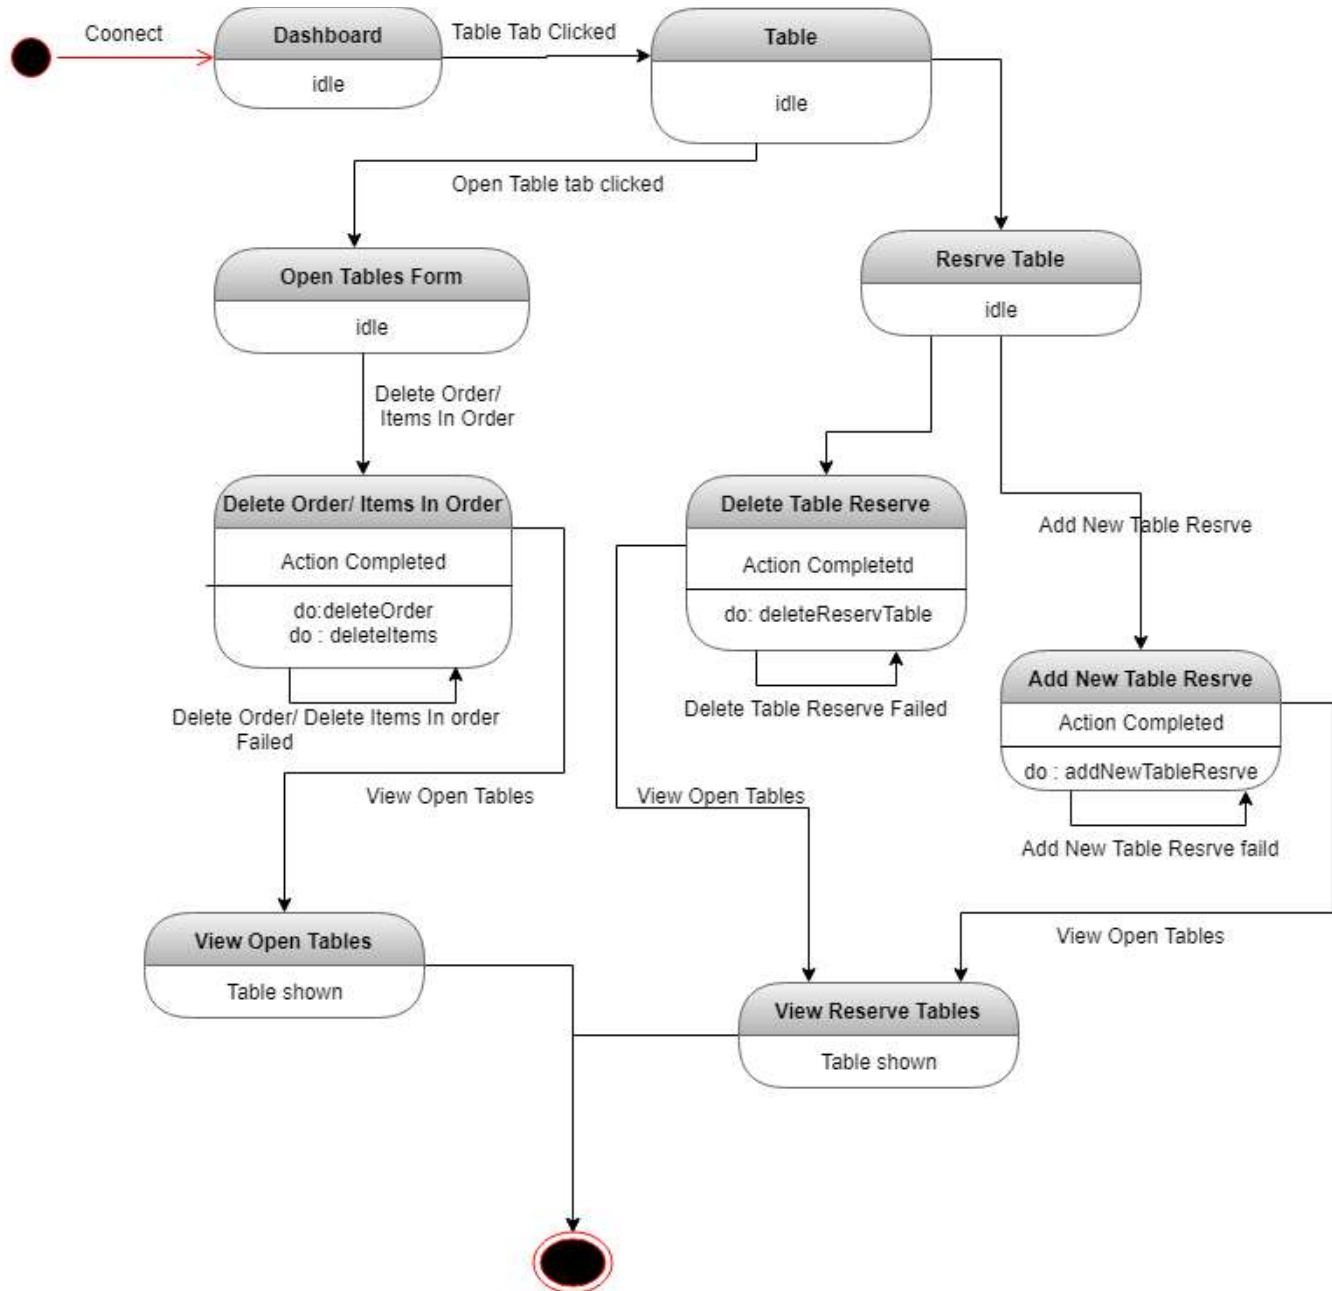 Coonect
Dashboard
idle
Table Tab Clicked
Table
idle
Open Table tab clicked
Open Tables Form
idle
Resrve Table
idle
Delete Order/
Items In Order
Delete Order/ Items In Order
Action Completed
do:deleteOrder
do : deleteItems
Delete Order/ Delete Items In order
Failed
View Open Tables
Delete Table Reserve
Action Completetd
do: deleteReservTable
Delete Table Reserve Failed
View Open Tables
Add New Table Resrve
Add New Table Resrve
Action Completed
do : addNewTableResrve
Add New Table Resrve faild
View Open Tables
View Open Tables
Table shown
View Reserve Tables
Table shown